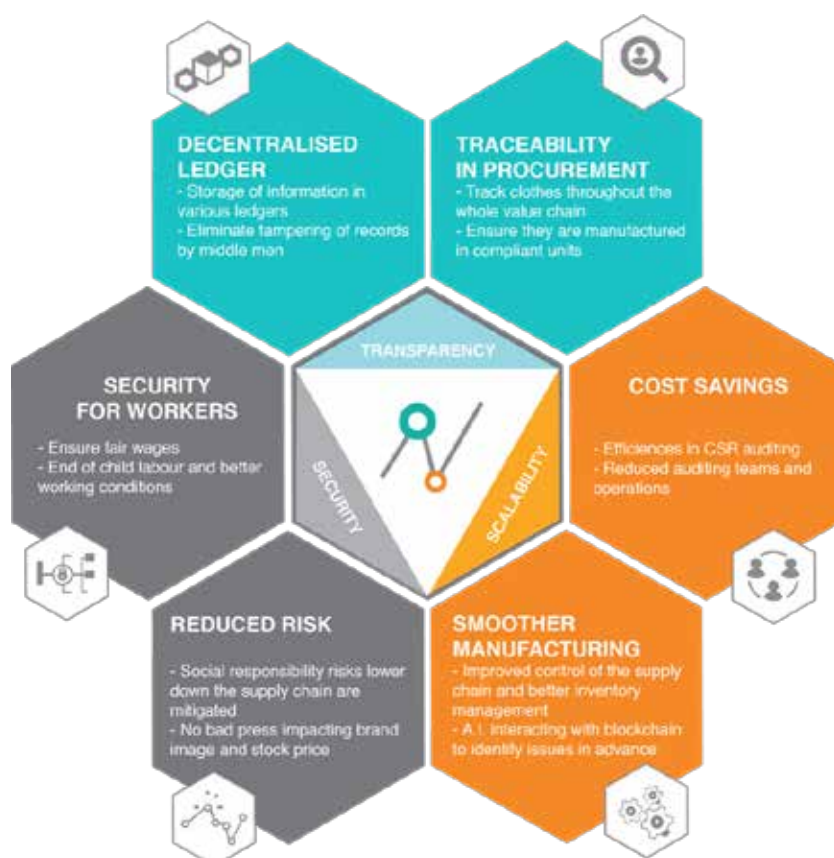 DECENTRALISED
LEDGER
- Storage of information in
various ledgers
- Eliminate tampering of records
by middle men
TRACEABILITY
IN PROCUREMENT
- Track clothes throughout the
whole value chain
- Ensure they are manufactured
in compliant units
TRANSPARENCY
SECURITY
SCALABILITY
SECURITY
FOR WORKERS
- Ensure fair wages
- End of child labour and better
working conditions
COST SAVINGS
- Efficiences in CSR auditing
- Reduced auditing teams and
operations
REDUCED RISK
- Social responsibility risks lower
down the supply chain are
mitigated
- No bad press impacting brand
image and stock price
SMOOTHER
MANUFACTURING
- Improved control of the supply
chain and better inventory
management
- A.I. Interacting with blockchain
to identify issues in advance